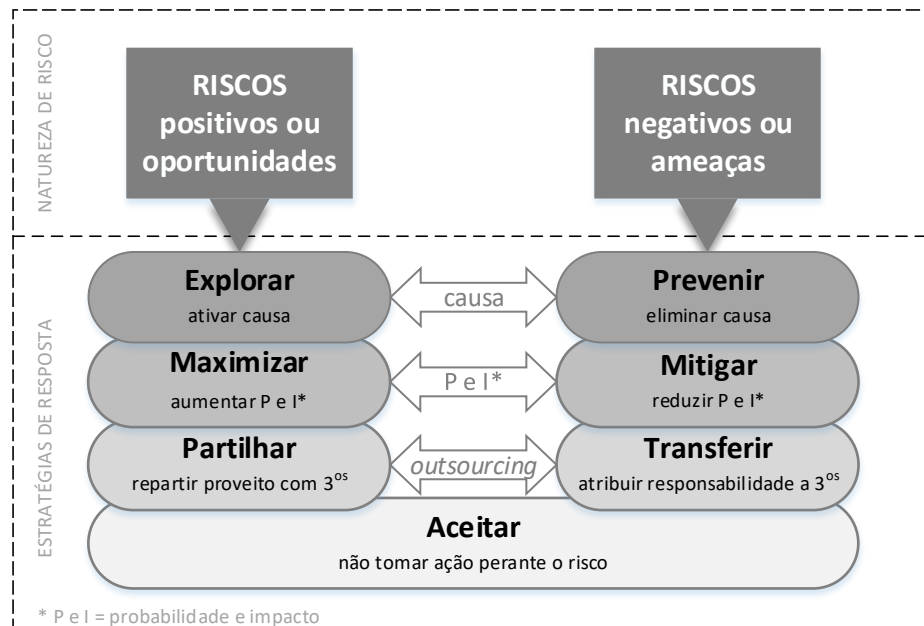 NATUREZA DE RISCO
RISCOS
positivos ou
oportunidades
RISCOS
negativos ou
ameaças
ESTRATÉGIAS DE RESPOSTA
Explorar
ativar causa
causa
Prevenir
eliminar causa
Maximizar
aumentar P e I*
P e I*
Mitigar
reduzir P e I*
Partilhar
repartir proveito com 3os
outsourcing
Transferir
atribuir responsabilidade a 3os
Aceitar
não tomar ação perante o risco
* P e I = probabilidade e impacto